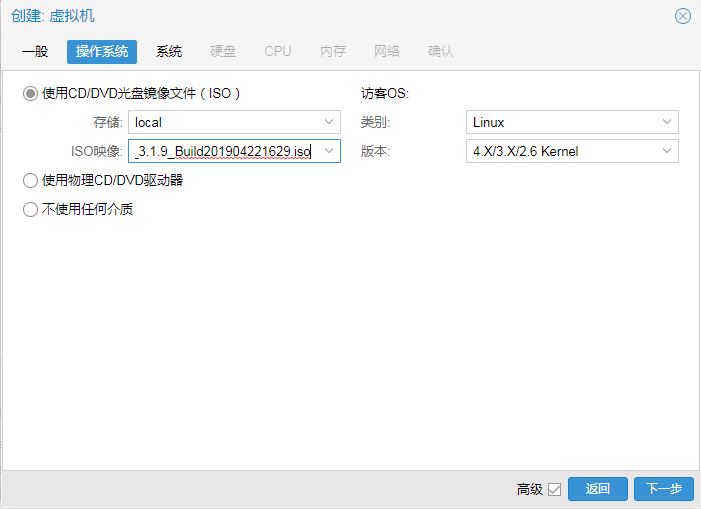 创建: 虚拟机
一般 操作系统 系统 硬盘 CPU 内存 网络 确认
使用CD/DVD光盘镜像文件（ISO） 访客OS:
存储: local 类别: Linux
ISO映像: _3.1.9_Build201904221629.iso 版本: 4.X/3.X/2.6 Kernel
使用物理CD/DVD驱动器
不使用任何介质
高级 返回 下一步